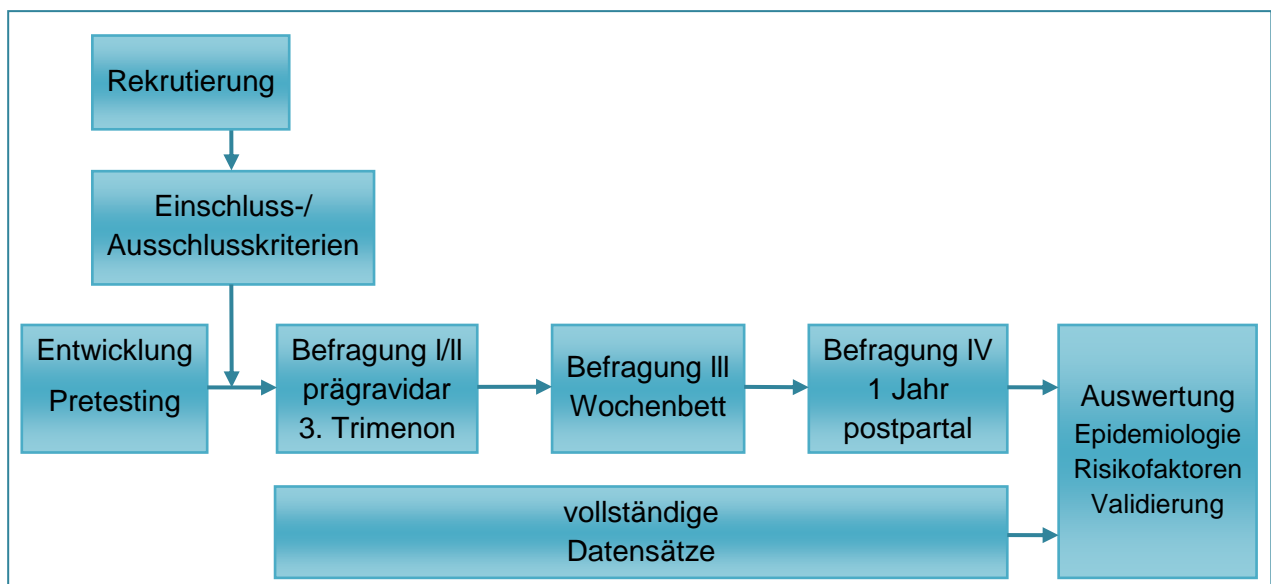 Rekrutierung
Einschluss-/
Ausschlusskriterien
Entwicklung
Pretesting
Befragung I/II
prägravidar
3. Trimenon
Befragung III
Wochenbett
Befragung IV
1 Jahr
postpartal
Auswertung
Epidemiologie
Risikofaktoren
Validierung
vollständige
Datensätze